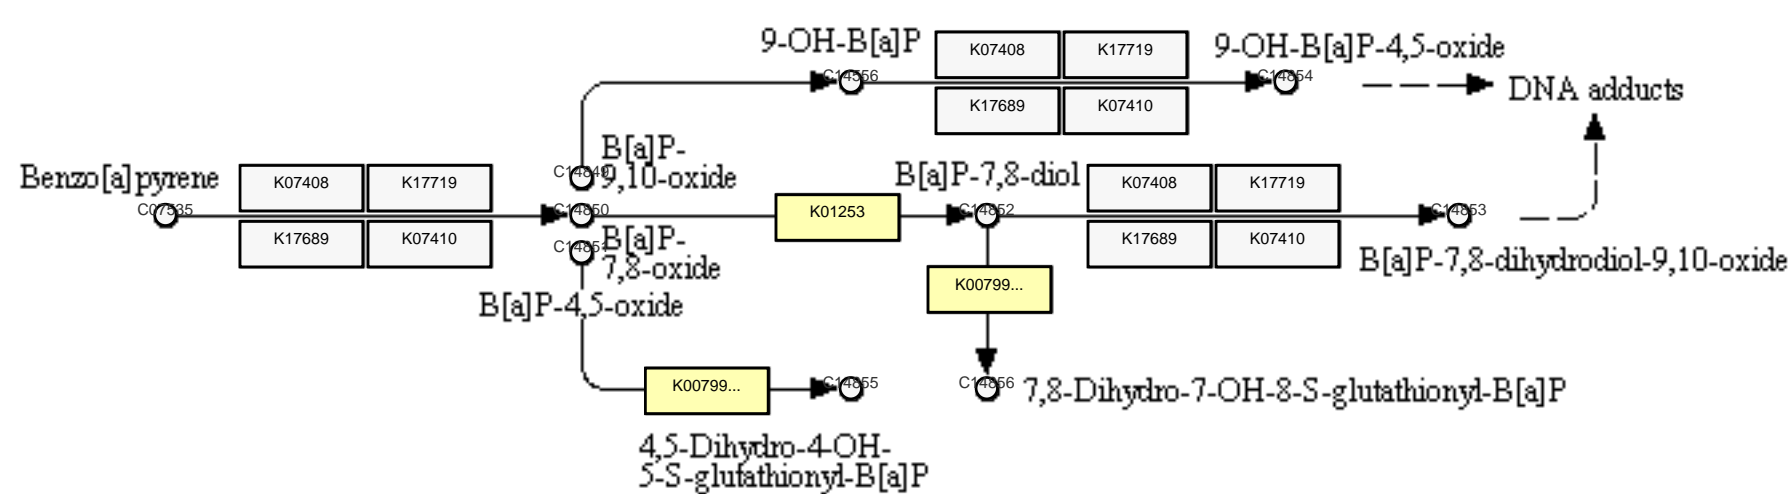 9-OH-B[a]P
K07408
K17719
9-OH-B[a]P-4,5-oxide
C14556
C14854
K17689
K07410
DNA adducts
Benzo[a]pyrene
K07408
K17719
B[a]P-
9,10-oxide
C14849
B[a]P-7,8-diol
K07408
K17719
C07535
C14850
K01253
C14852
C14853
K17689
K07410
C14851
B[a]P-
7,8-oxide
K17689
K07410
B[a]P-7,8-dihydrodiol-9,10-oxide
B[a]P-4,5-oxide
K00799...
K00799...
C14855
C14856
7,8-Dihydro-7-OH-8-S-glutathionyl-B[a]P
4,5-Dihydro-4-OH-
5-S-glutathionyl-B[a]P